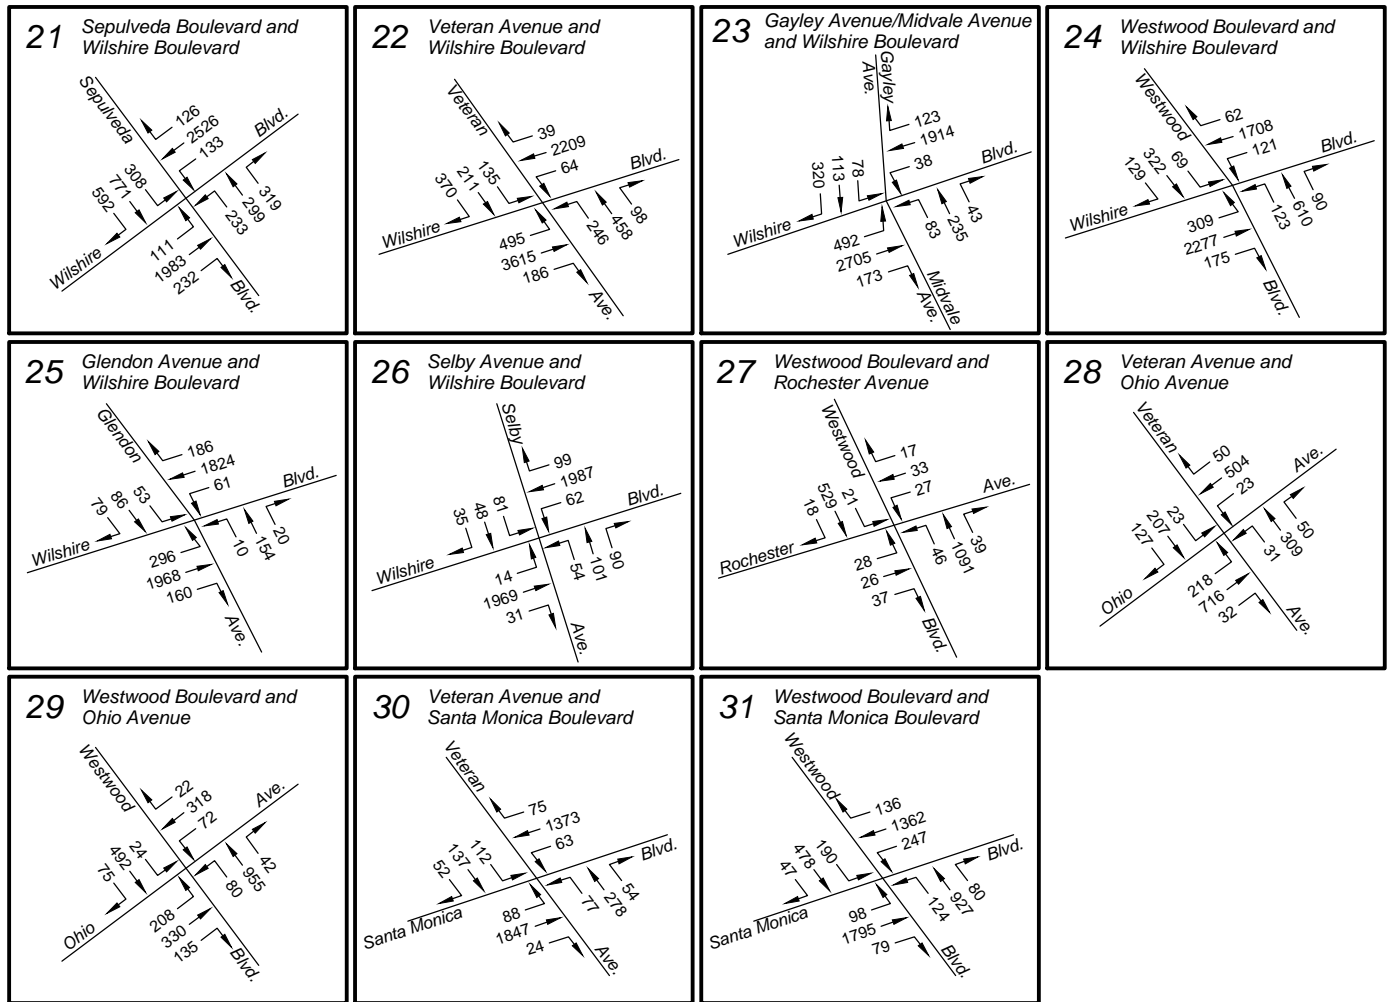 21 Sepulveda Boulevard and
Wilshire Boulevard
Sepulveda
126
2526
133
Blvd.
308
771
592
319
299
233
Wilshire
111
1983
232
Blvd.
22 Veteran Avenue and
Wilshire Boulevard
Veteran
39
2209
64
Blvd.
135
211
370
98
458
246
Wilshire
495
3615
186
Ave.
23 Gayley Avenue/Midvale Avenue
and Wilshire Boulevard
Gayley
Ave.
123
1914
38
Blvd.
78
113
320
43
235
83
Wilshire
492
2705
173
Midvale
Ave.
24 Westwood Boulevard and
Wilshire Boulevard
Westwood
62
1708
121
Blvd.
69
322
129
90
610
123
Wilshire
309
2277
175
Blvd.
25 Glendon Avenue and
Wilshire Boulevard
Glendon
186
1824
61
Blvd.
53
86
79
20
154
10
Wilshire
296
1968
160
Ave.
26 Selby Avenue and
Wilshire Boulevard
Selby
99
1987
62
Blvd.
81
48
35
90
101
54
Wilshire
14
1969
31
Ave.
27 Westwood Boulevard and
Rochester Avenue
Westwood
17
33
27
Ave.
21
529
18
39
1091
46
Rochester
28
26
37
Blvd.
28 Veteran Avenue and
Ohio Avenue
Veteran
50
504
23
Ave.
23
207
127
50
309
31
Ohio
218
716
32
Ave.
29 Westwood Boulevard and
Ohio Avenue
Westwood
22
318
72
Ave.
24
492
75
42
955
80
Ohio
208
330
135
Blvd.
30 Veteran Avenue and
Santa Monica Boulevard
Veteran
75
1373
63
Blvd.
112
137
52
54
278
77
Santa Monica
88
1847
24
Ave.
31 Westwood Boulevard and
Santa Monica Boulevard
Westwood
136
1362
247
Blvd.
190
478
47
80
927
124
Santa Monica
98
1795
79
Blvd.